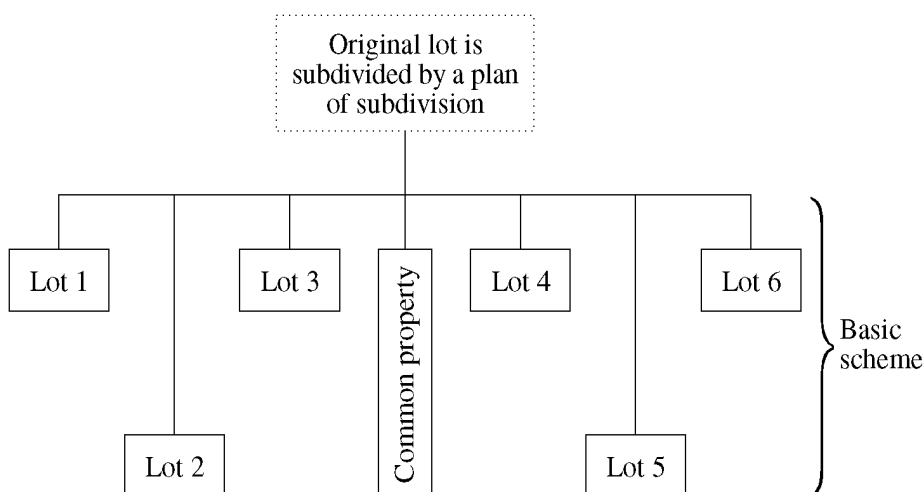 Original lot is
subdivided by a plan
of subdivision
Lot 1
Lot 3
Common property
Lot 4
Lot 6
Basic
scheme
Lot 2
Lot 5